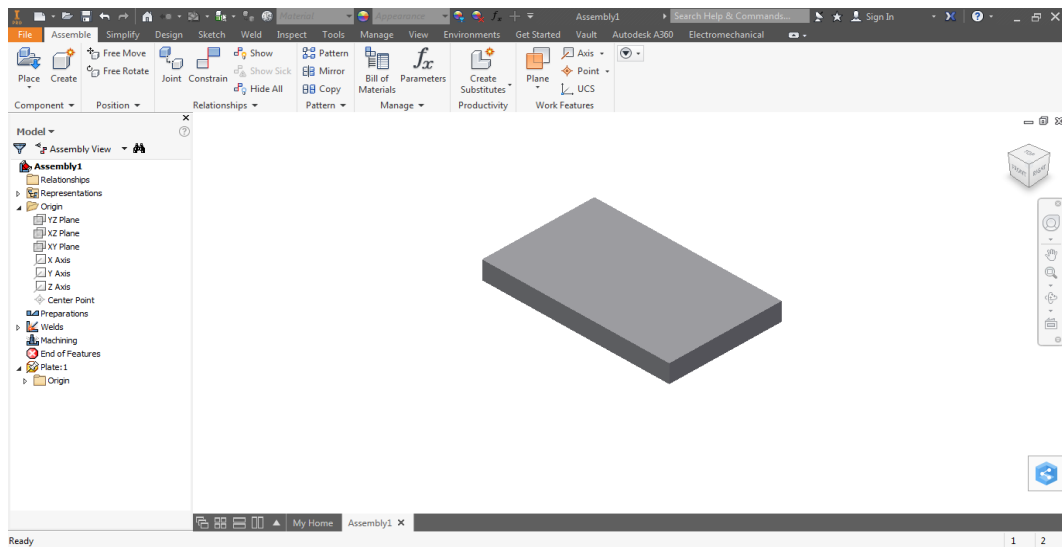 Material Appearance Assembly1 Search Help & Commands... Sign In
File Assemble Simplify Design Sketch Weld Inspect Tools Manage View Environments Get Started Vault Autodesk A360 Electromechanical
Place Create
Free Move
Free Rotate
Joint Constrain
Show
Show Sick
Hide All
Pattern
Mirror
Copy
Bill of Materials
fx
Parameters
Create Substitutes
Plane
Axis
Point
UCS
Component Position Relationships Pattern Manage Productivity Work Features
Model
Assembly View
Assembly1
Relationships
Representations
Origin
YZ Plane
XZ Plane
XY Plane
X Axis
Y Axis
Z Axis
Center Point
Preparations
Welds
Machining
End of Features
Plate:1
Origin
TOP
FRONT RIGHT
My Home Assembly1
Ready 1 2